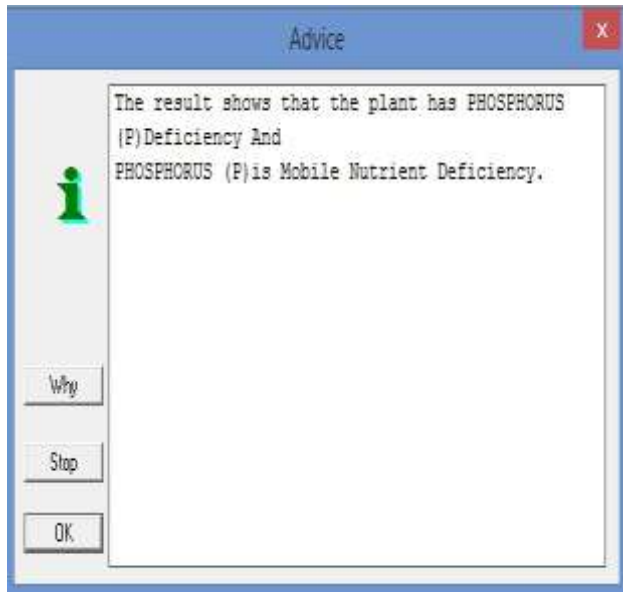 Advice
X
The result shows that the plant has PHOSPHORUS
(P)Deficiency And
PHOSPHORUS (P)is Mobile Nutrient Deficiency.
Why
Stop
OK